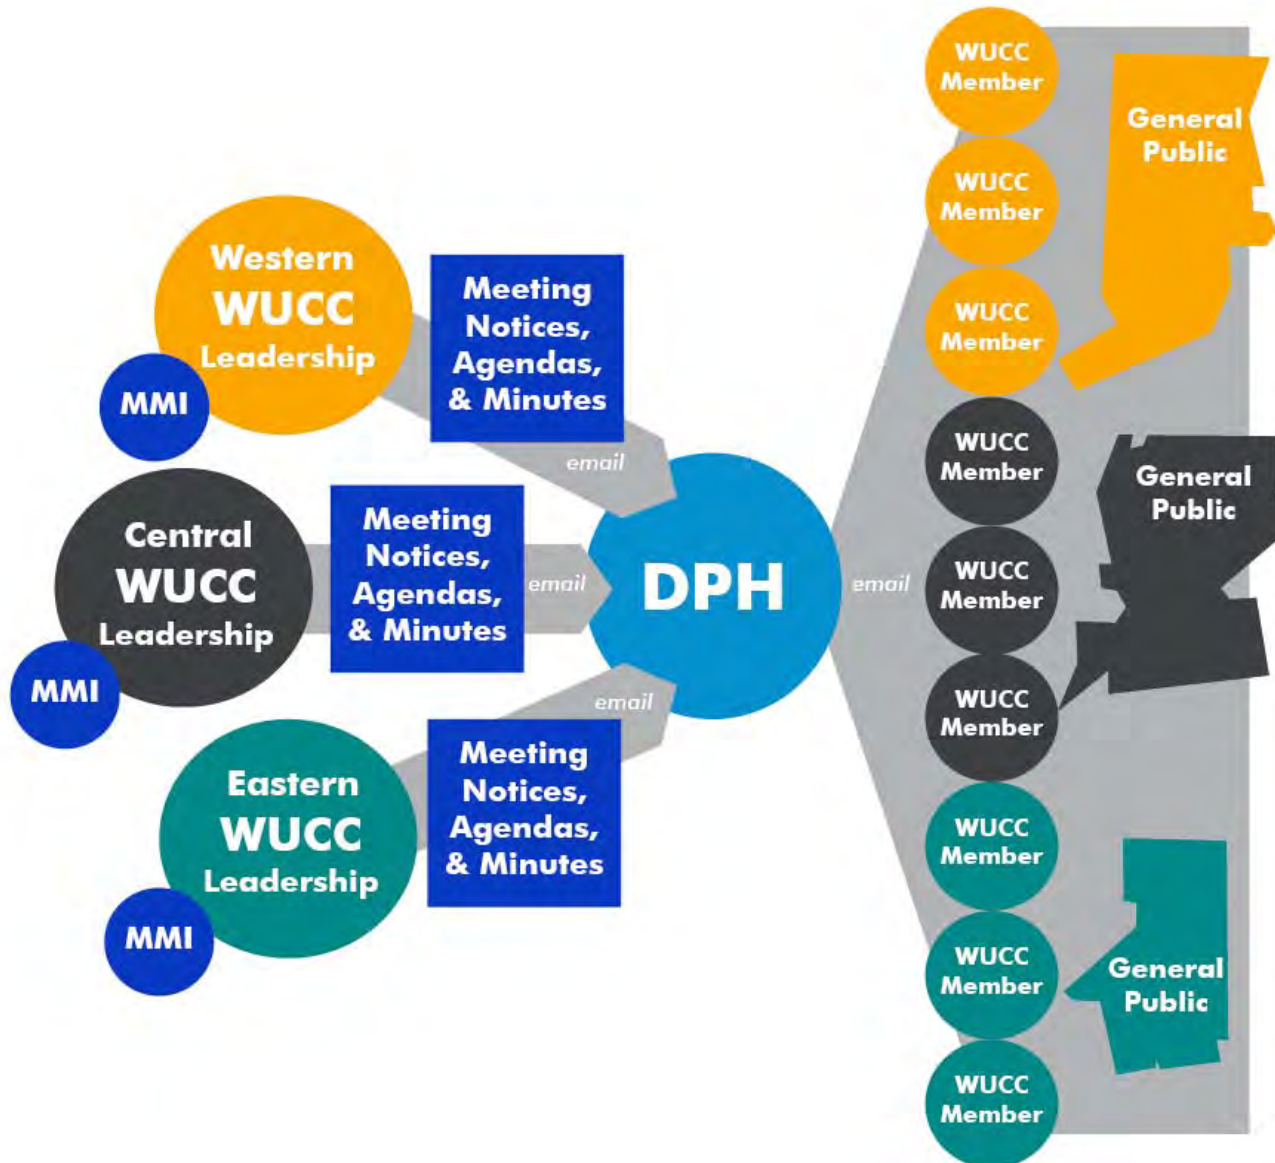 Western
WUCC
Leadership
MMI
Meeting
Notices,
Agendas,
& Minutes
email
Central
WUCC
Leadership
MMI
Meeting
Notices,
Agendas,
& Minutes
email
Eastern
WUCC
Leadership
MMI
Meeting
Notices,
Agendas,
& Minutes
email
DPH
email
WUCC
Member
WUCC
Member
WUCC
Member
WUCC
Member
WUCC
Member
WUCC
Member
WUCC
Member
WUCC
Member
WUCC
Member
General
Public
General
Public
General
Public